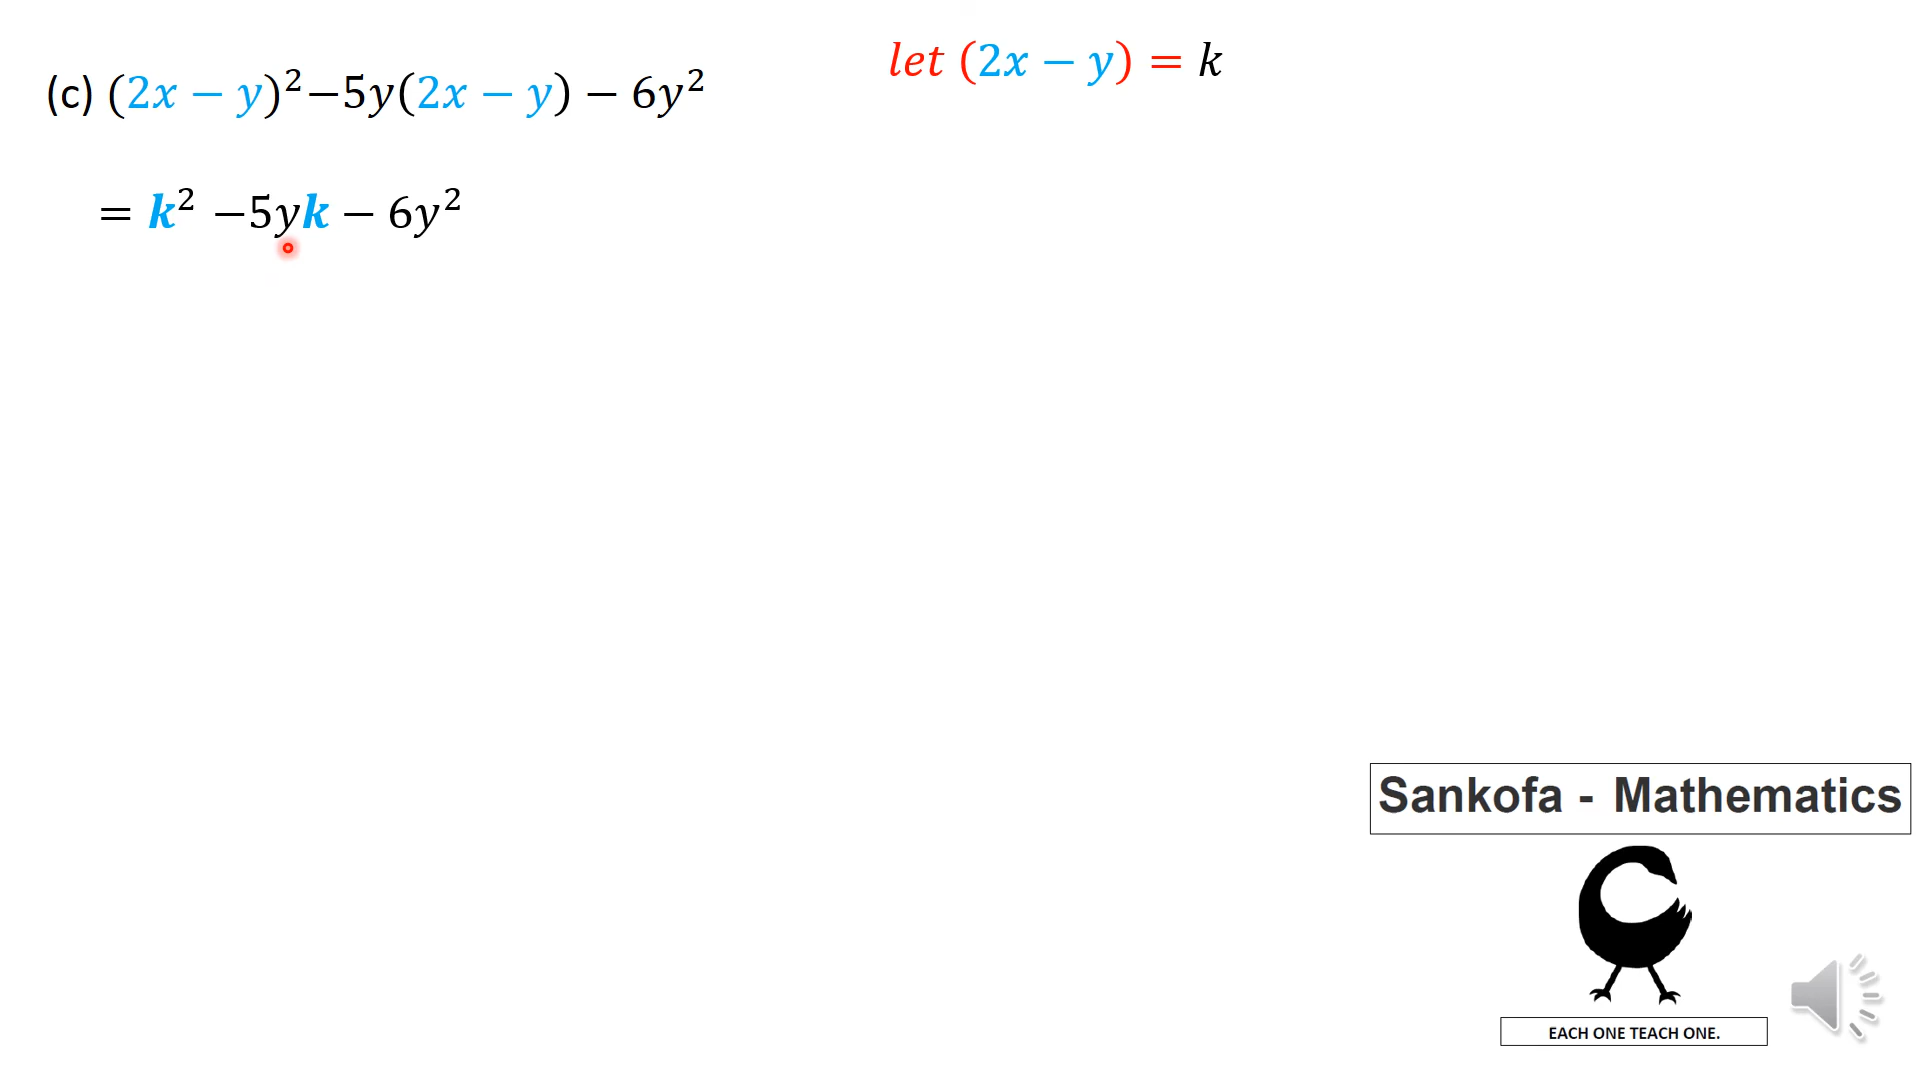 let (2x − y) = k
(c) (2x − y)²−5y(2x − y) − 6y²
= k² −5yk − 6y²
Sankofa - Mathematics
EACH ONE TEACH ONE.